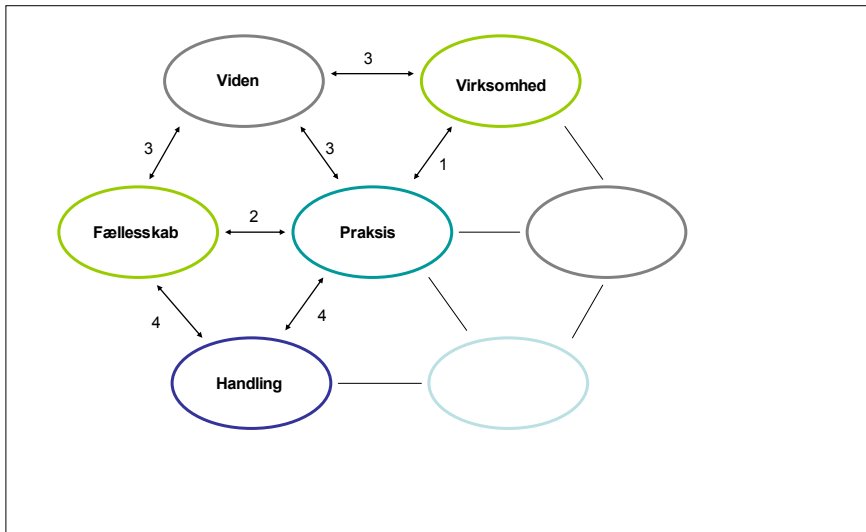 3
Viden
Virksomhed
3
3
1
2
Fællesskab
Praksis
4
4
Handling